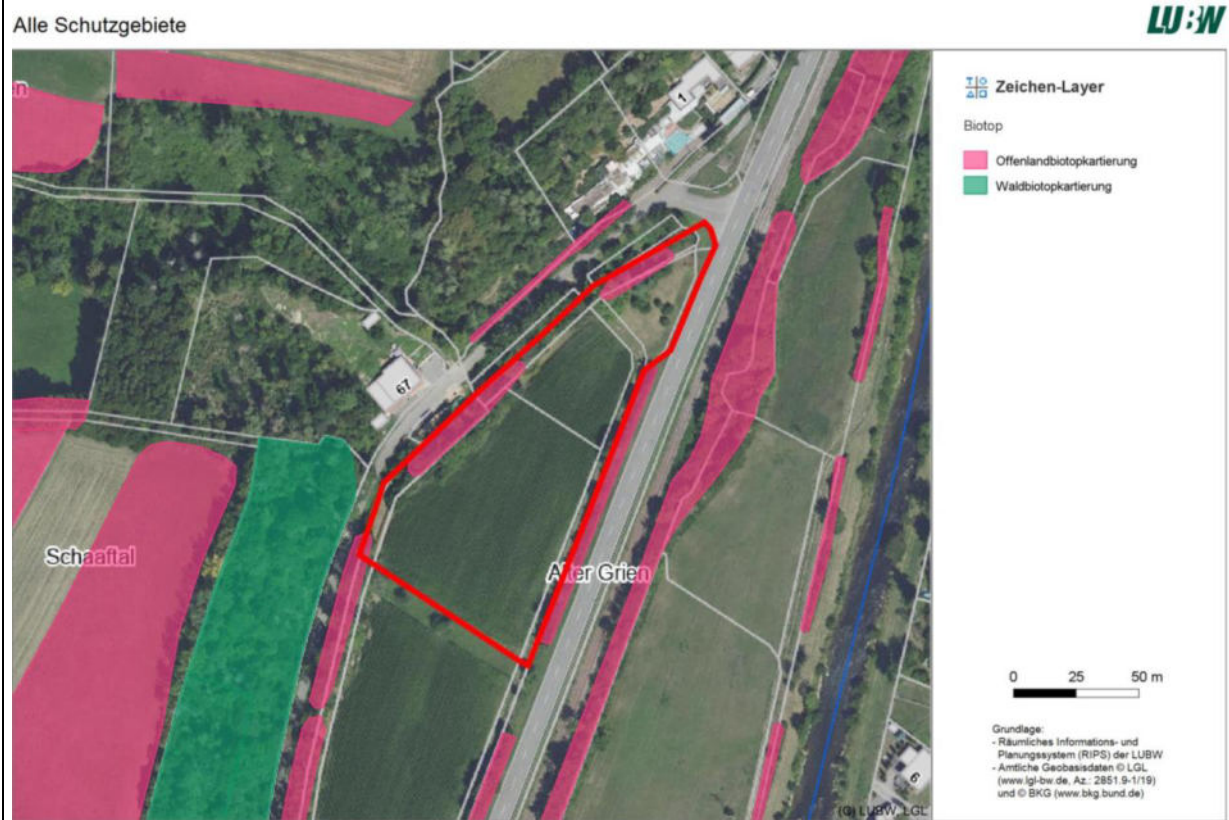 Alle Schutzgebiete
LUBW
n
1
67
Schaaftal
Alter Grien
6
(C) LUBW, LGL
Zeichen-Layer
Biotop
Offenlandbiotopkartierung
Waldbiotopkartierung
0 25 50 m
Grundlage:
- Räumliches Informations- und
Planungssystem (RIPS) der LUBW
- Amtliche Geobasisdaten © LGL
(www.lgl-bw.de, Az.: 2851.9-1/19)
und © BKG (www.bkg.bund.de)